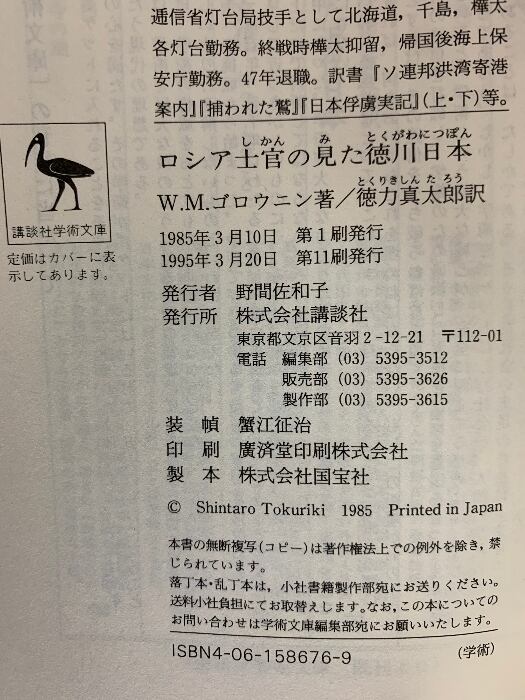 逓信省灯台局技手として北海道，千島，樺太
各灯台勤務。終戦時樺太抑留，帰国後海上保
安庁勤務。47年退職。訳書『ソ連邦洪湾寄港
案内』『捕われた鷲』『日本俘虜実記』(上・下)等。
しかん み とくがわにつぽん
ロシア士官の見た徳川日本
とくりきしん た ろう
W.M.ゴロウニン著／徳力真太郎訳
1985年3月10日 第1刷発行
1995年3月20日 第11刷発行
講談社学術文庫
定価はカバーに表
示してあります。
発行者 野間佐和子
発行所 株式会社講談社
東京都文京区音羽2-12-21 〒112-01
電話 編集部 (03) 5395-3512
販売部 (03) 5395-3626
製作部 (03) 5395-3615
装 幀 蟹江征治
印 刷 廣済堂印刷株式会社
製 本 株式会社国宝社
© Shintaro Tokuriki 1985 Printed in Japan
本書の無断複写(コピー)は著作権法上での例外を除き，禁
じられています。
落丁本・乱丁本は，小社書籍製作部宛にお送りください。
送料小社負担にてお取替えします。なお，この本についての
お問い合わせは学術文庫編集部宛にお願いいたします。
ISBN4-06-158676-9 (学術)